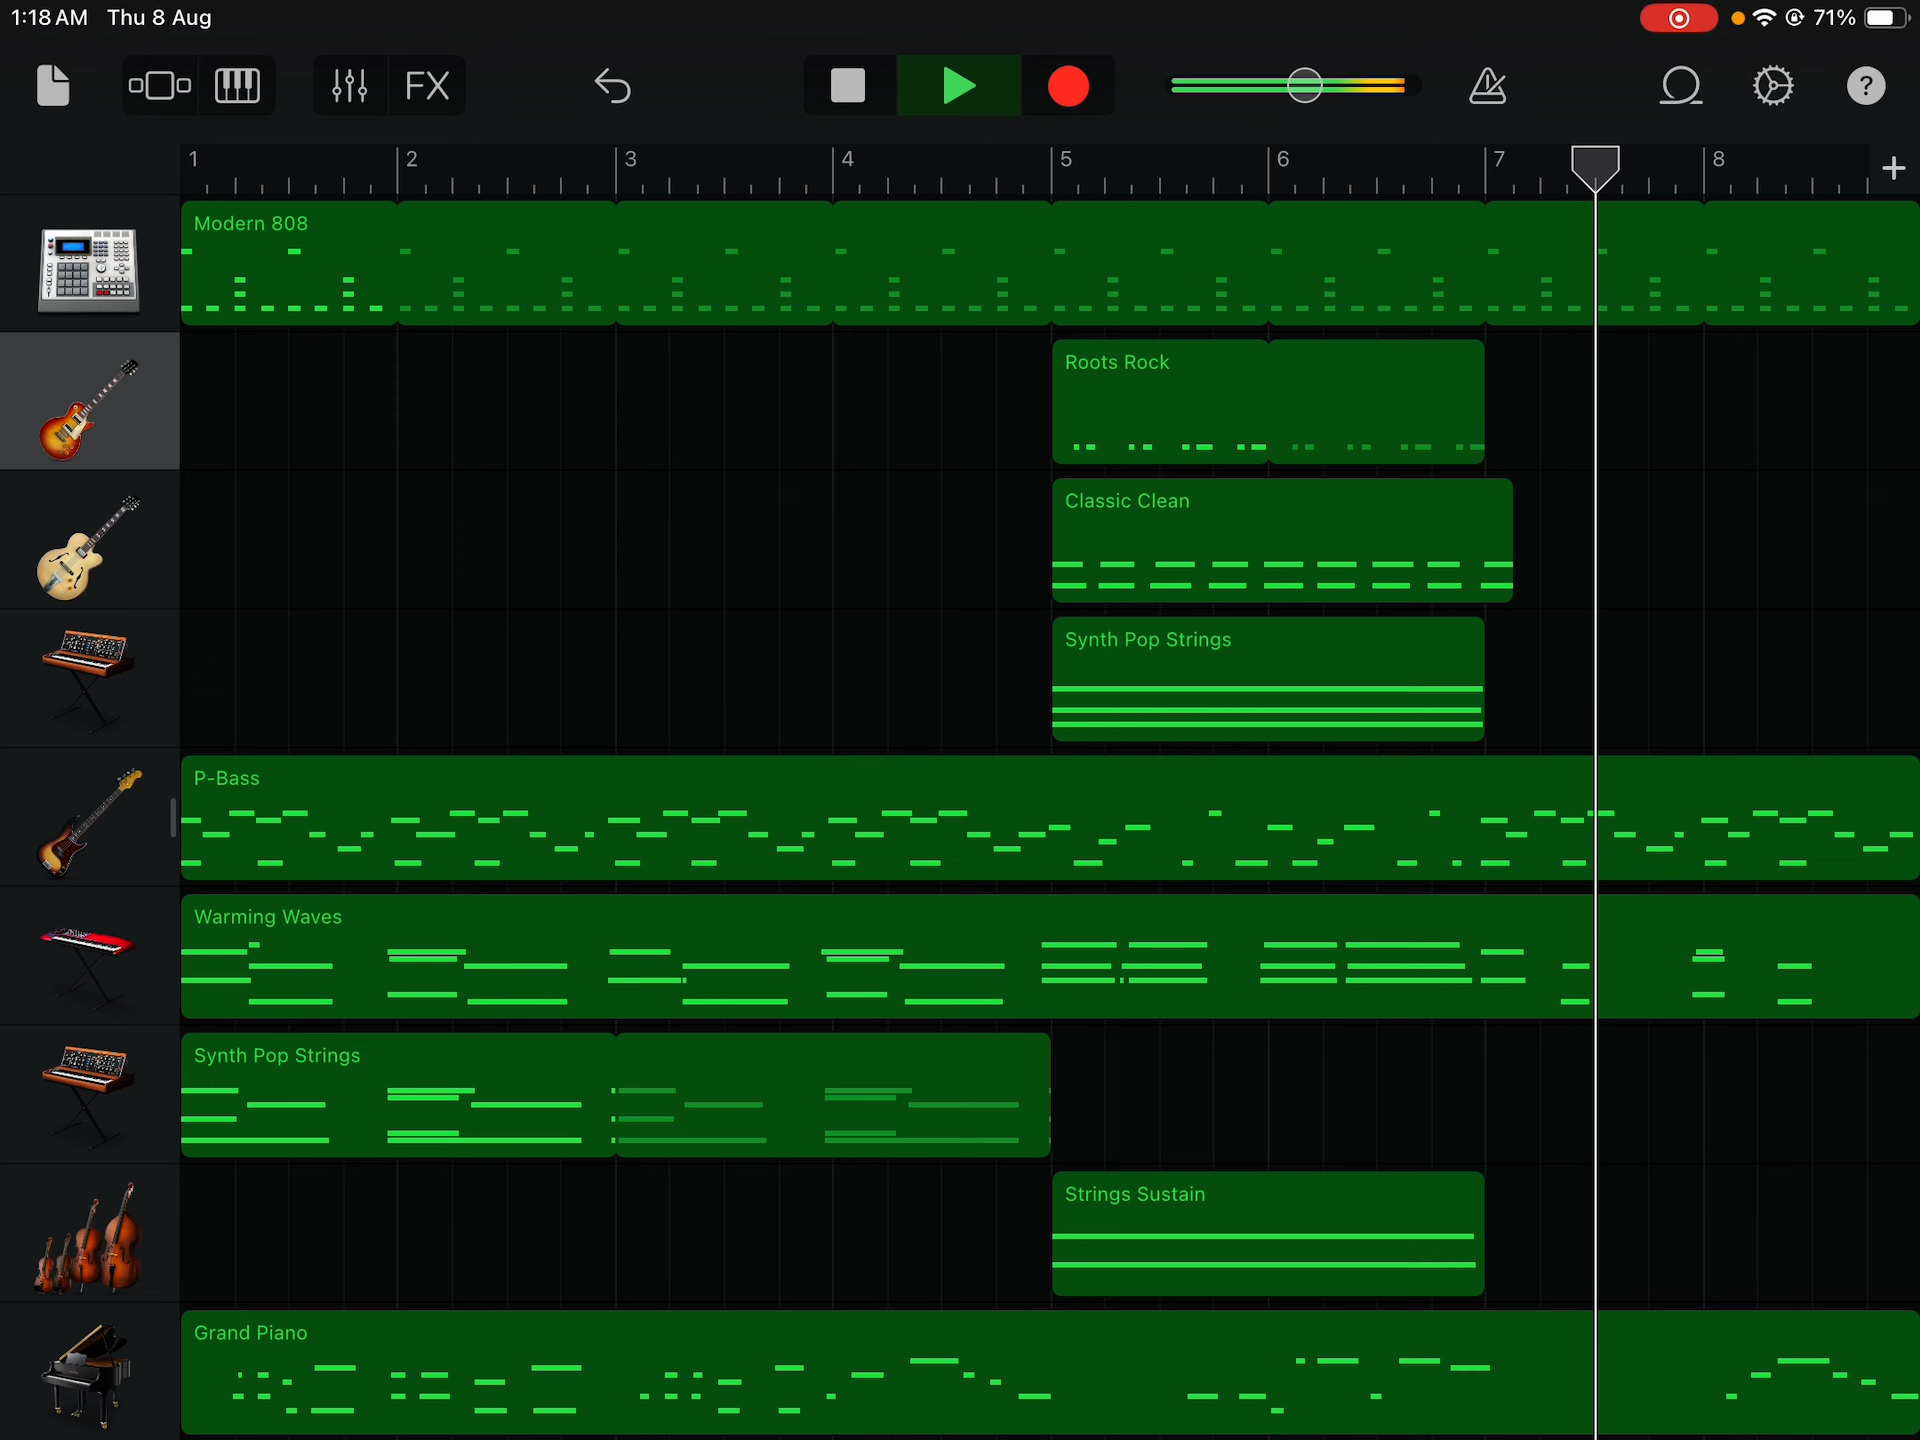 1:18 AM Thu 8 Aug 71%
FX
?
1 2 3 4 5 6 7 8 +
Modern 808
Roots Rock
Classic Clean
Synth Pop Strings
P-Bass
Warming Waves
Synth Pop Strings
Strings Sustain
Grand Piano